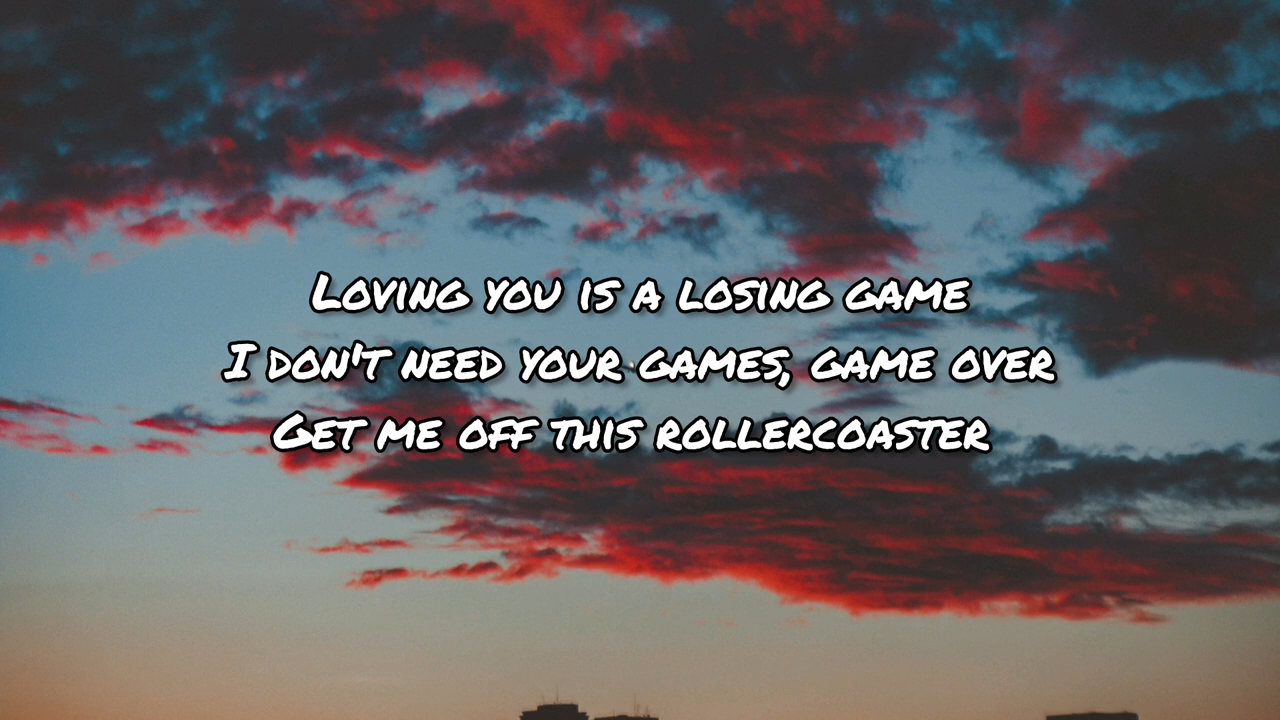 Loving you is a losing game
I don't need your games, game over
Get me off this rollercoaster